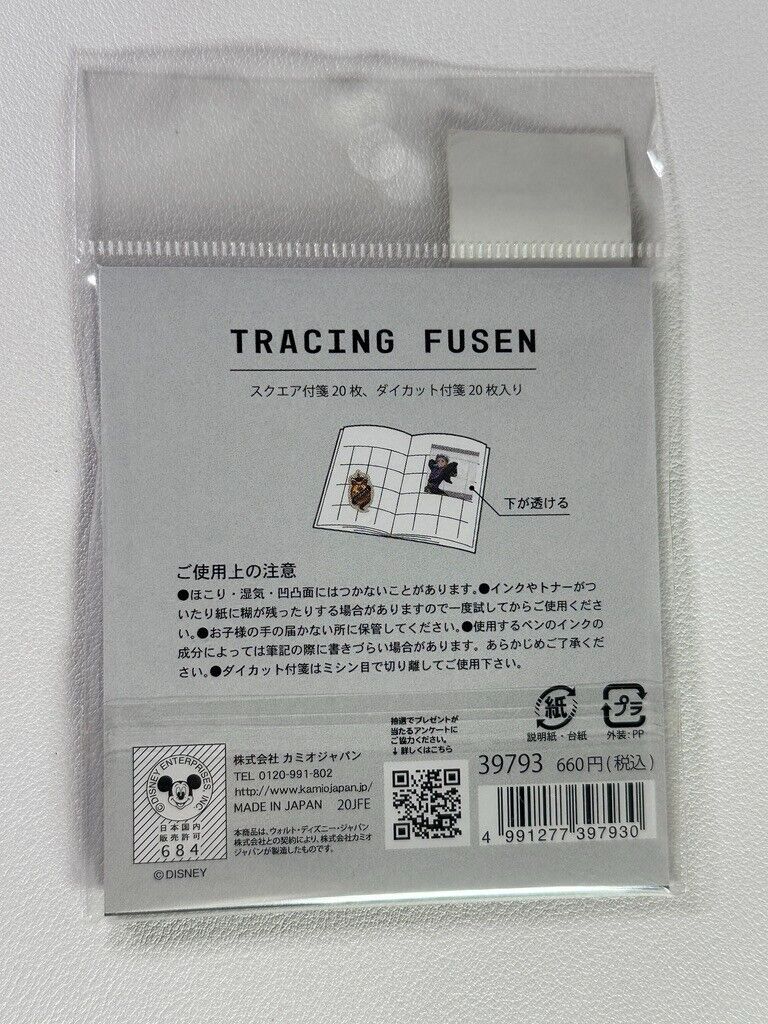 TRACING FUSEN
スクエア付箋20枚、ダイカット付箋20枚入り
下が透ける
ご使用上の注意
●ほこり・湿気・凹凸面にはつかないことがあります。●インクやトナーがつ
いたり紙に糊が残ったりする場合がありますので一度試してからご使用くださ
い。●お子様の手の届かない所に保管してください。●使用するペンのインクの
成分によっては筆記の際に書きづらい場合があります。あらかじめご了承くだ
さい。●ダイカット付箋はミシン目で切り離してご使用下さい。
紙
説明紙・台紙
プラ
外装:PP
抽選でプレゼントが
当たるアンケートに
ご協力ください。
↓詳しくはこちら
©DISNEY ENTERPRISES INC
日本国内
販売許可
684
©DISNEY
株式会社 カミオジャパン
TEL 0120-991-802
http://www.kamiojapan.jp/
MADE IN JAPAN 20JFE
本商品は、ウォルト・ディズニー・ジャパン
株式会社との契約により、株式会社カミオ
ジャパンが製造したものです。
39793 660円(税込)
4 991277 397930